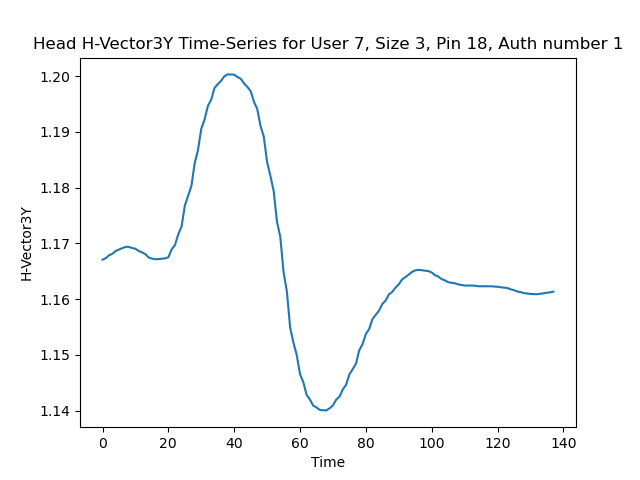 Head H-Vector3Y Time-Series for User 7, Size 3, Pin 18, Auth number 1
1.20
1.19
1.18
1.17
1.16
1.15
1.14
H-Vector3Y
0 20 40 60 80 100 120 140
Time